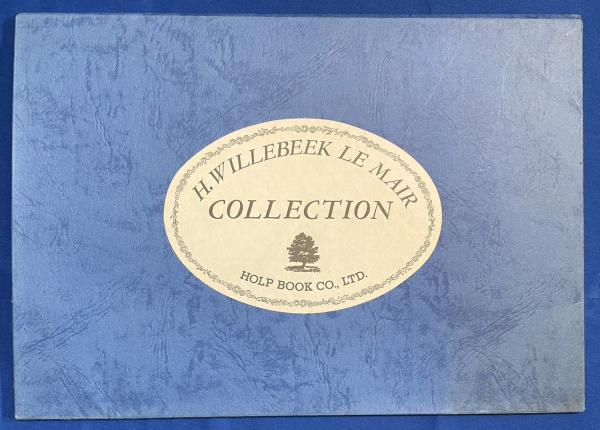 H. WILLEBEEK LE MAIR
COLLECTION
HOLP BOOK CO., LTD.